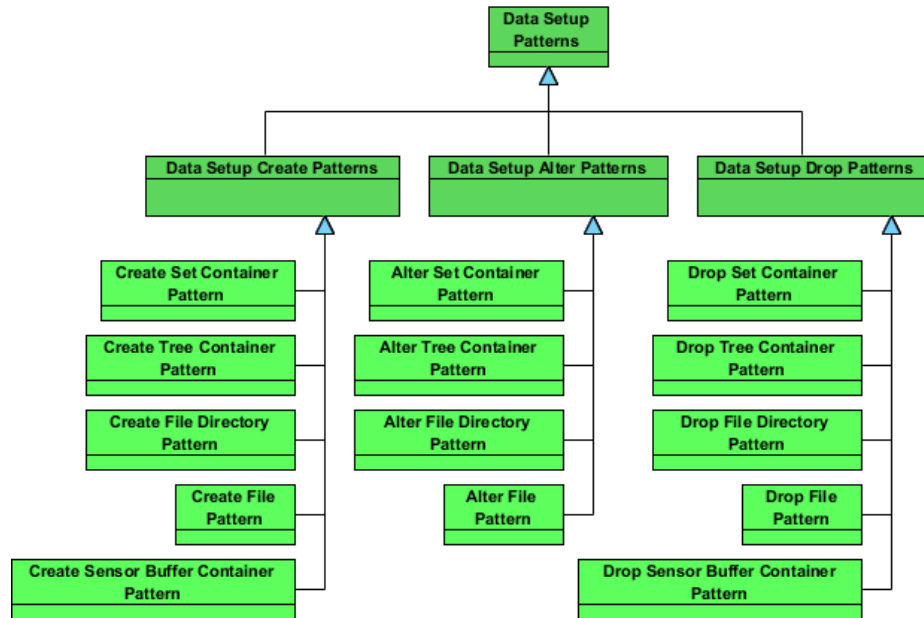 Data Setup
Patterns
Data Setup Create Patterns
Data Setup Alter Patterns
Data Setup Drop Patterns
Create Set Container
Pattern
Create Tree Container
Pattern
Create File Directory
Pattern
Create File
Pattern
Create Sensor Buffer Container
Pattern
Alter Set Container
Pattern
Alter Tree Container
Pattern
Alter File Directory
Pattern
Alter File
Pattern
Drop Set Container
Pattern
Drop Tree Container
Pattern
Drop File Directory
Pattern
Drop File
Pattern
Drop Sensor Buffer Container
Pattern